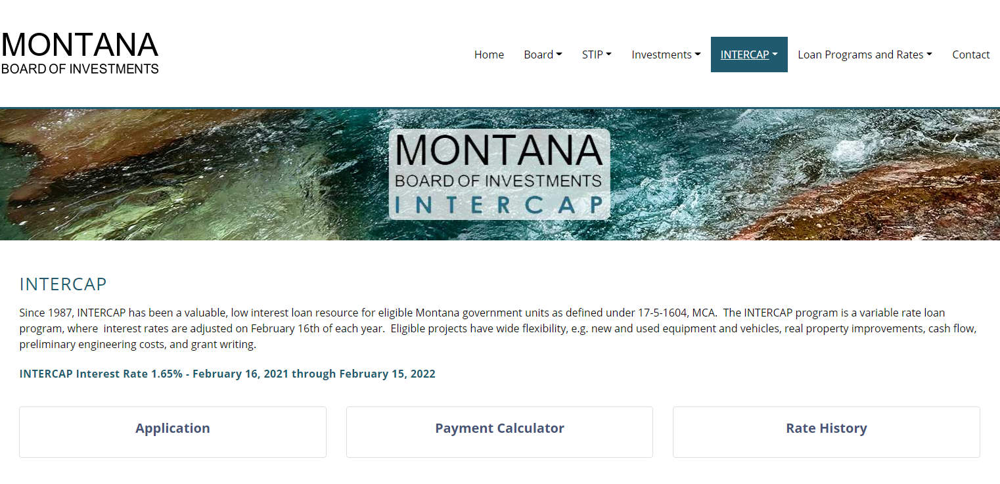 MONTANA
BOARD OF INVESTMENTS
Home Board STIP Investments INTERCAP Loan Programs and Rates Contact
MONTANA
BOARD OF INVESTMENTS
INTERCAP
INTERCAP
Since 1987, INTERCAP has been a valuable, low interest loan resource for eligible Montana government units as defined under 17-5-1604, MCA.  The INTERCAP program is a variable rate loan
program, where  interest rates are adjusted on February 16th of each year.  Eligible projects have wide flexibility, e.g. new and used equipment and vehicles, real property improvements, cash flow,
preliminary engineering costs, and grant writing.
INTERCAP Interest Rate 1.65% - February 16, 2021 through February 15, 2022
Application Payment Calculator Rate History